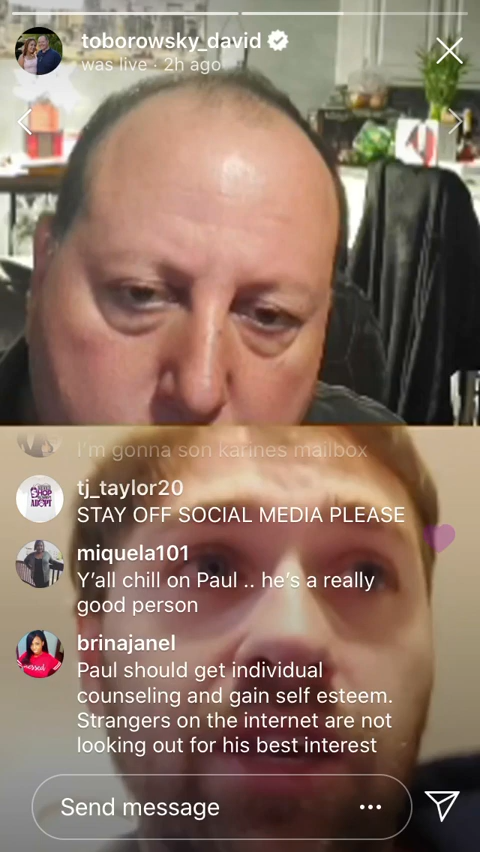 toborowsky_david
was live · 2h ago
I'm gonna son karines mailbox
tj_taylor20
STAY OFF SOCIAL MEDIA PLEASE
miquela101
Y'all chill on Paul .. he's a really
good person
brinajanel
Paul should get individual
counseling and gain self esteem.
Strangers on the internet are not
looking out for his best interest
Send message